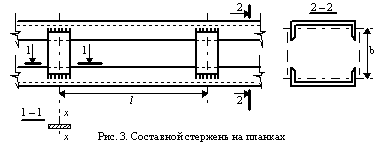 2
2 – 2
1
1
b
l
2
1 – 1
x
x
Рис. 3. Составной стержень на планках